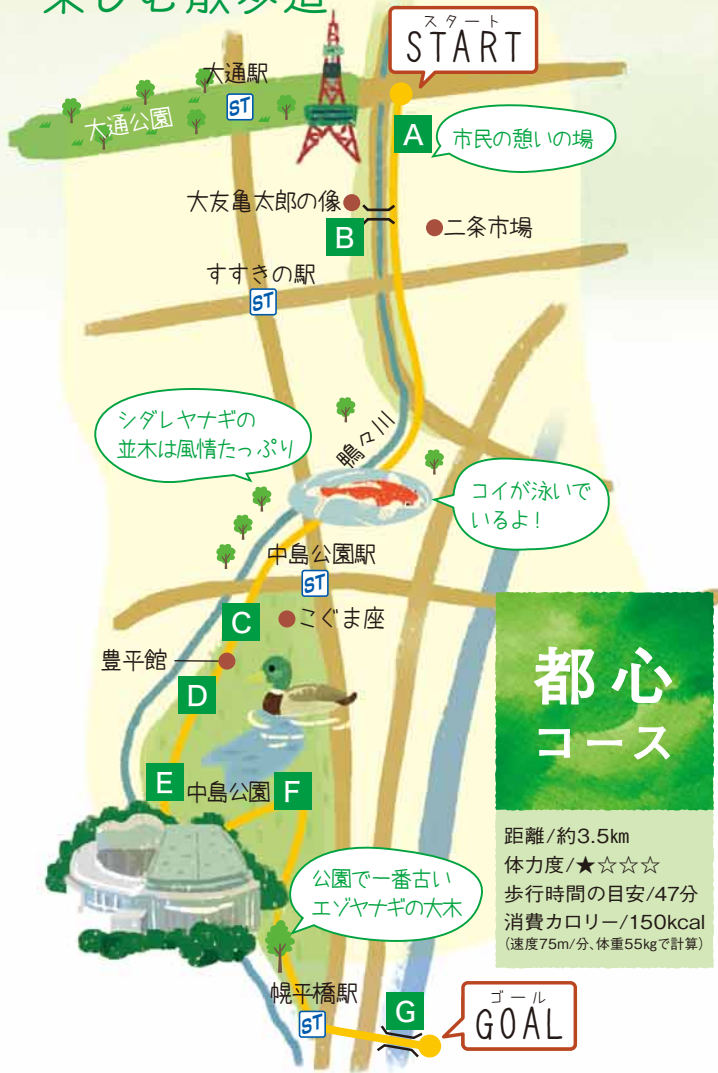 楽しむ散歩道
スタート
START
大通駅
ST
大通公園
A
市民の憩いの場
大友亀太郎の像
B
二条市場
すすきの駅
ST
シダレヤナギの
並木は風情たっぷり
鴨々川
コイが泳いで
いるよ!
中島公園駅
ST
C
こぐま座
豊平館
D
E
中島公園
F
都心
コース
距離/約3.5km
体力度/★☆☆☆
歩行時間の目安/47分
消費カロリー/150kcal
(速度75m/分、体重55kgで計算)
公園で一番古い
エゾヤナギの大木
幌平橋駅
ST
G
ゴール
GOAL